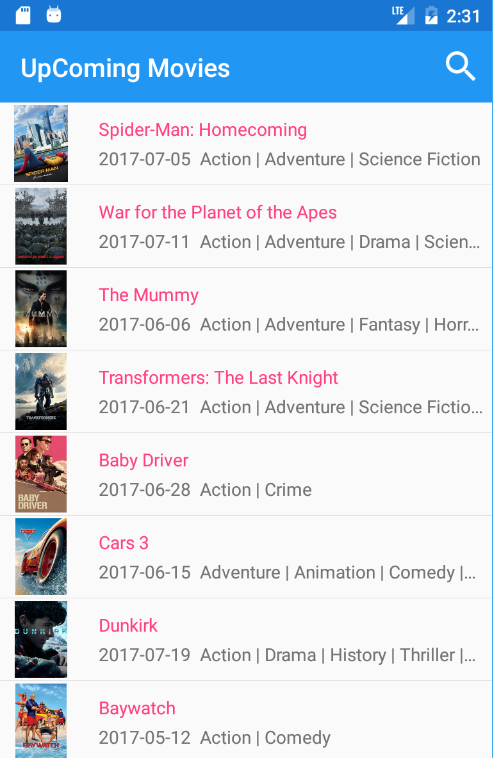 LTE 2:31
UpComing Movies
Spider-Man: Homecoming
2017-07-05 Action | Adventure | Science Fiction
War for the Planet of the Apes
2017-07-11 Action | Adventure | Drama | Scien...
The Mummy
2017-06-06 Action | Adventure | Fantasy | Horr...
Transformers: The Last Knight
2017-06-21 Action | Adventure | Science Fictio...
Baby Driver
2017-06-28 Action | Crime
BABY
DRIVER
Cars 3
2017-06-15 Adventure | Animation | Comedy |...
Dunkirk
2017-07-19 Action | Drama | History | Thriller |...
DUNKIRK
Baywatch
2017-05-12 Action | Comedy
BAYWATCH